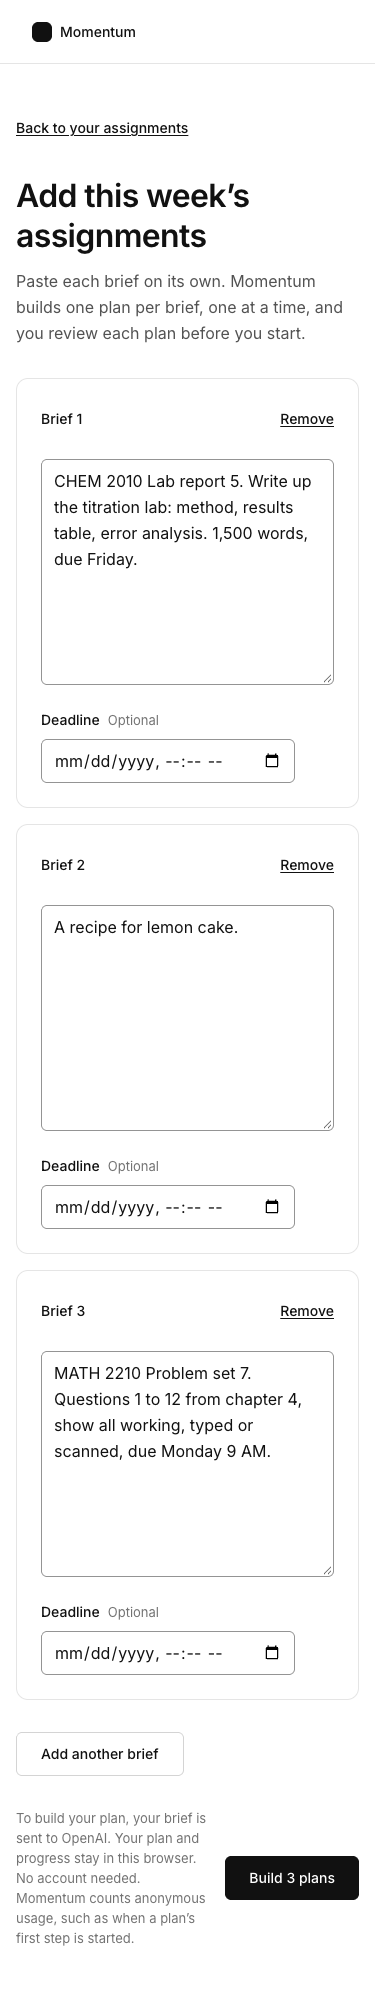 Momentum
Back to your assignments
Add this week’s
assignments
Paste each brief on its own. Momentum
builds one plan per brief, one at a time, and
you review each plan before you start.
Brief 1
Remove
CHEM 2010 Lab report 5. Write up
the titration lab: method, results
table, error analysis. 1,500 words,
due Friday.
Deadline Optional
mm/dd/yyyy, --:-- --
Brief 2
Remove
A recipe for lemon cake.
Deadline Optional
mm/dd/yyyy, --:-- --
Brief 3
Remove
MATH 2210 Problem set 7.
Questions 1 to 12 from chapter 4,
show all working, typed or
scanned, due Monday 9 AM.
Deadline Optional
mm/dd/yyyy, --:-- --
Add another brief
To build your plan, your brief is
sent to OpenAI. Your plan and
progress stay in this browser.
No account needed.
Momentum counts anonymous
usage, such as when a plan’s
first step is started.
Build 3 plans